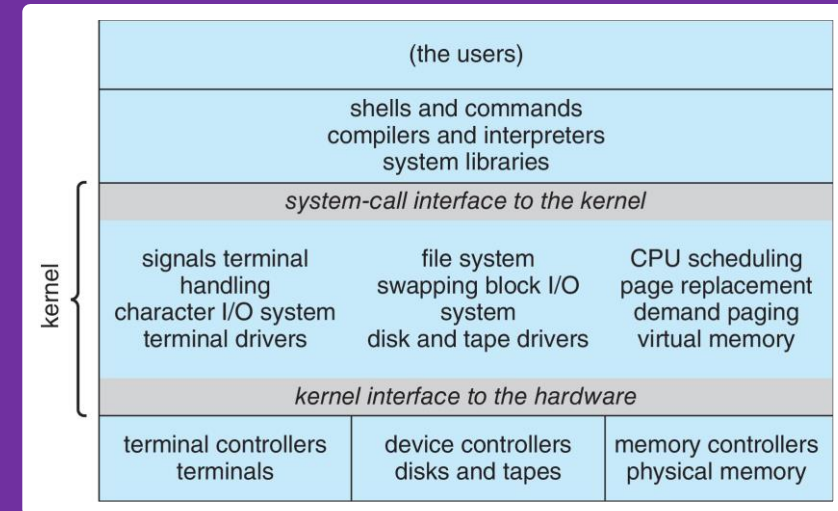 (the users)
shells and commands
compilers and interpreters
system libraries
kernel
system-call interface to the kernel
signals terminal
handling
character I/O system
terminal drivers
file system
swapping block I/O
system
disk and tape drivers
CPU scheduling
page replacement
demand paging
virtual memory
kernel interface to the hardware
terminal controllers
terminals
device controllers
disks and tapes
memory controllers
physical memory